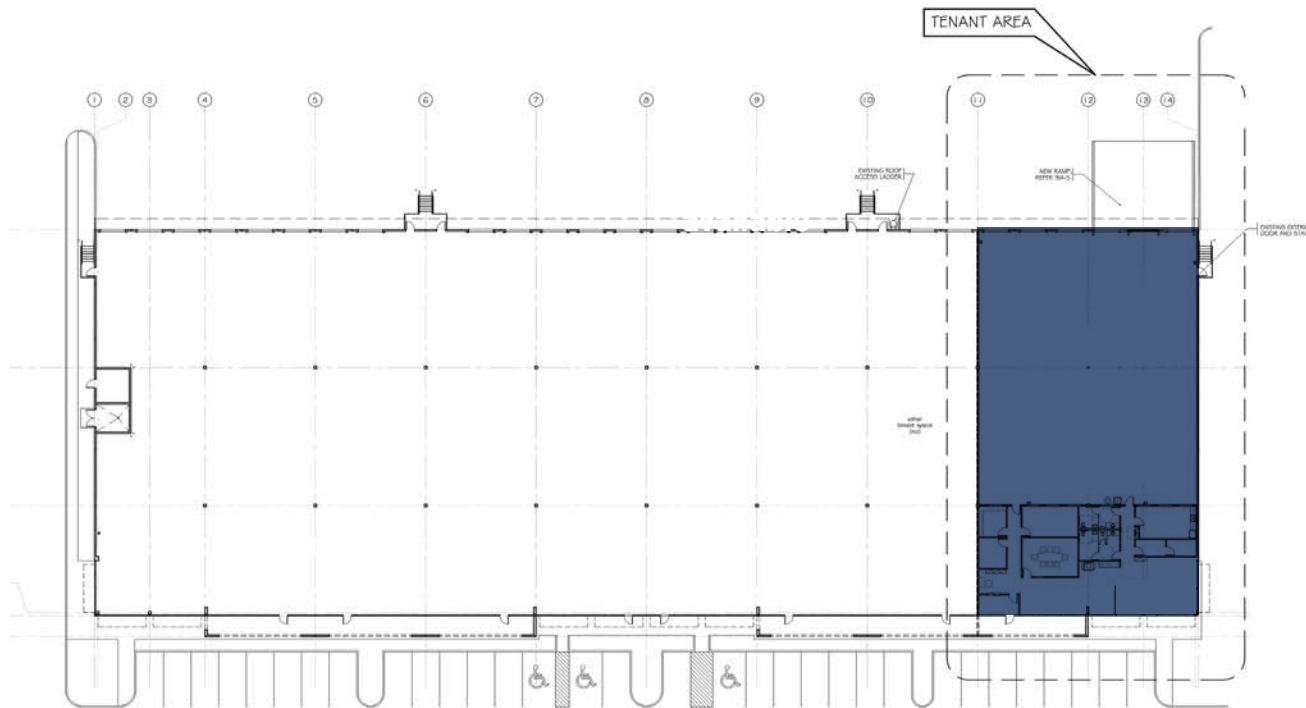 TENANT AREA
1 2 3 4 5 6 7 8 9 10 11 12 13 14
EXISTING ROOF
ACCESS LADDER
NEW RAMP
EXISTING EXTER
DOOR AND STA
other
tenant space